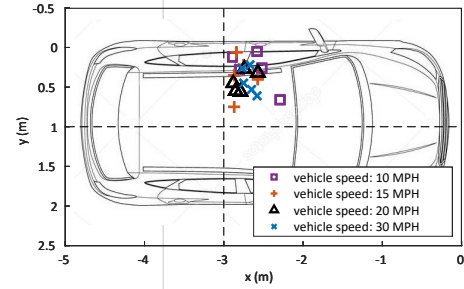 -0.5
0
0.5
1
1.5
2
2.5
y (m)
vehicle speed: 10 MPH
vehicle speed: 15 MPH
vehicle speed: 20 MPH
vehicle speed: 30 MPH
-5 -4 -3 -2 -1 0
x (m)